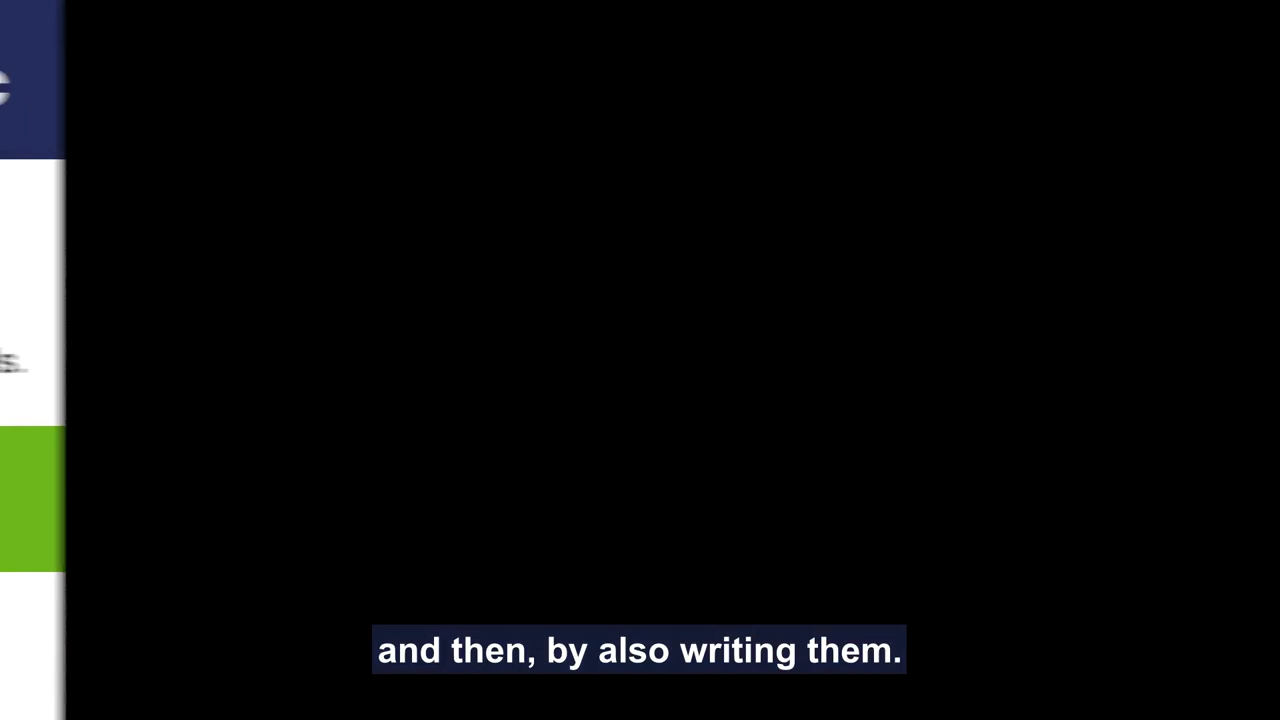 and then, by also writing them.